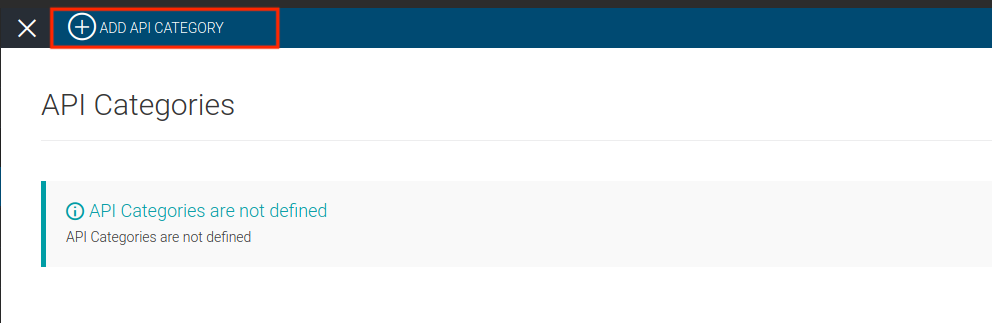 ADD API CATEGORY
API Categories
API Categories are not defined
API Categories are not defined